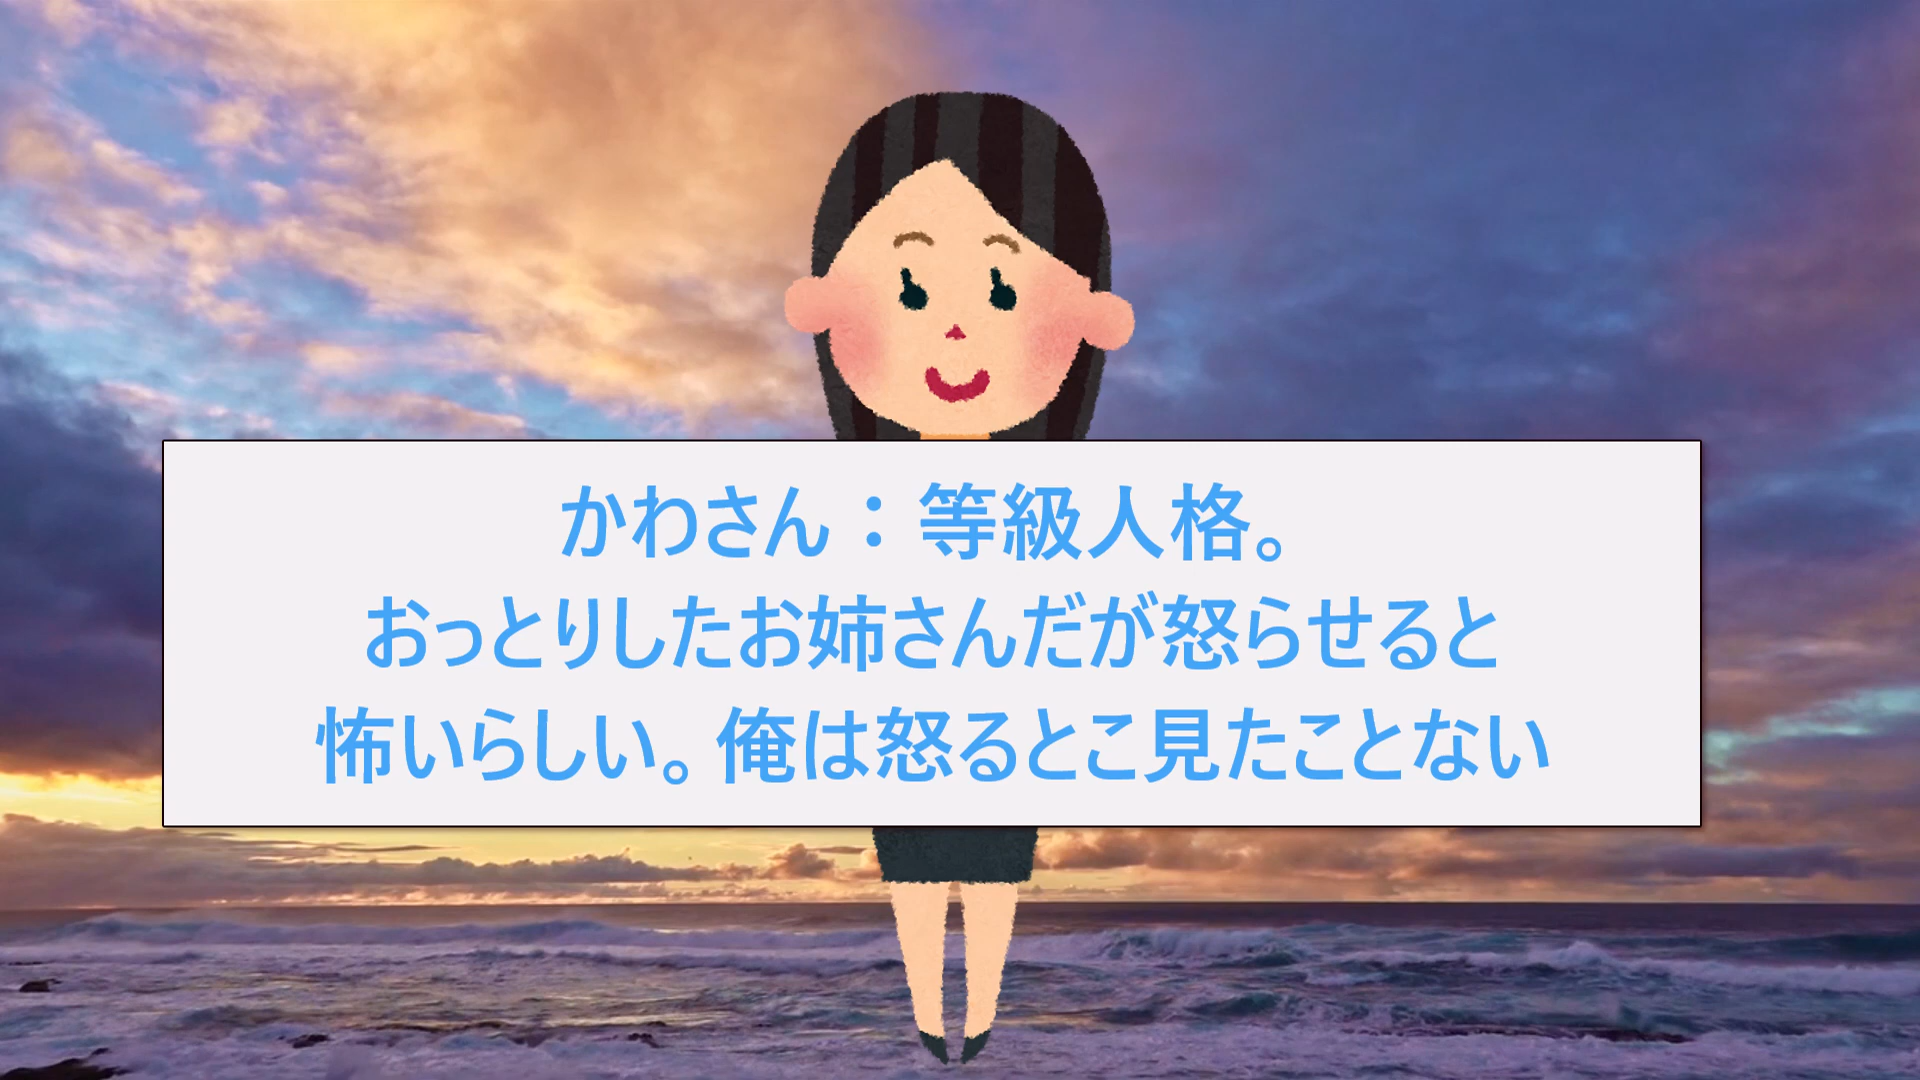 かわさん：等級人格。
おっとりしたお姉さんだが怒らせると
怖いらしい。俺は怒るとこ見たことない